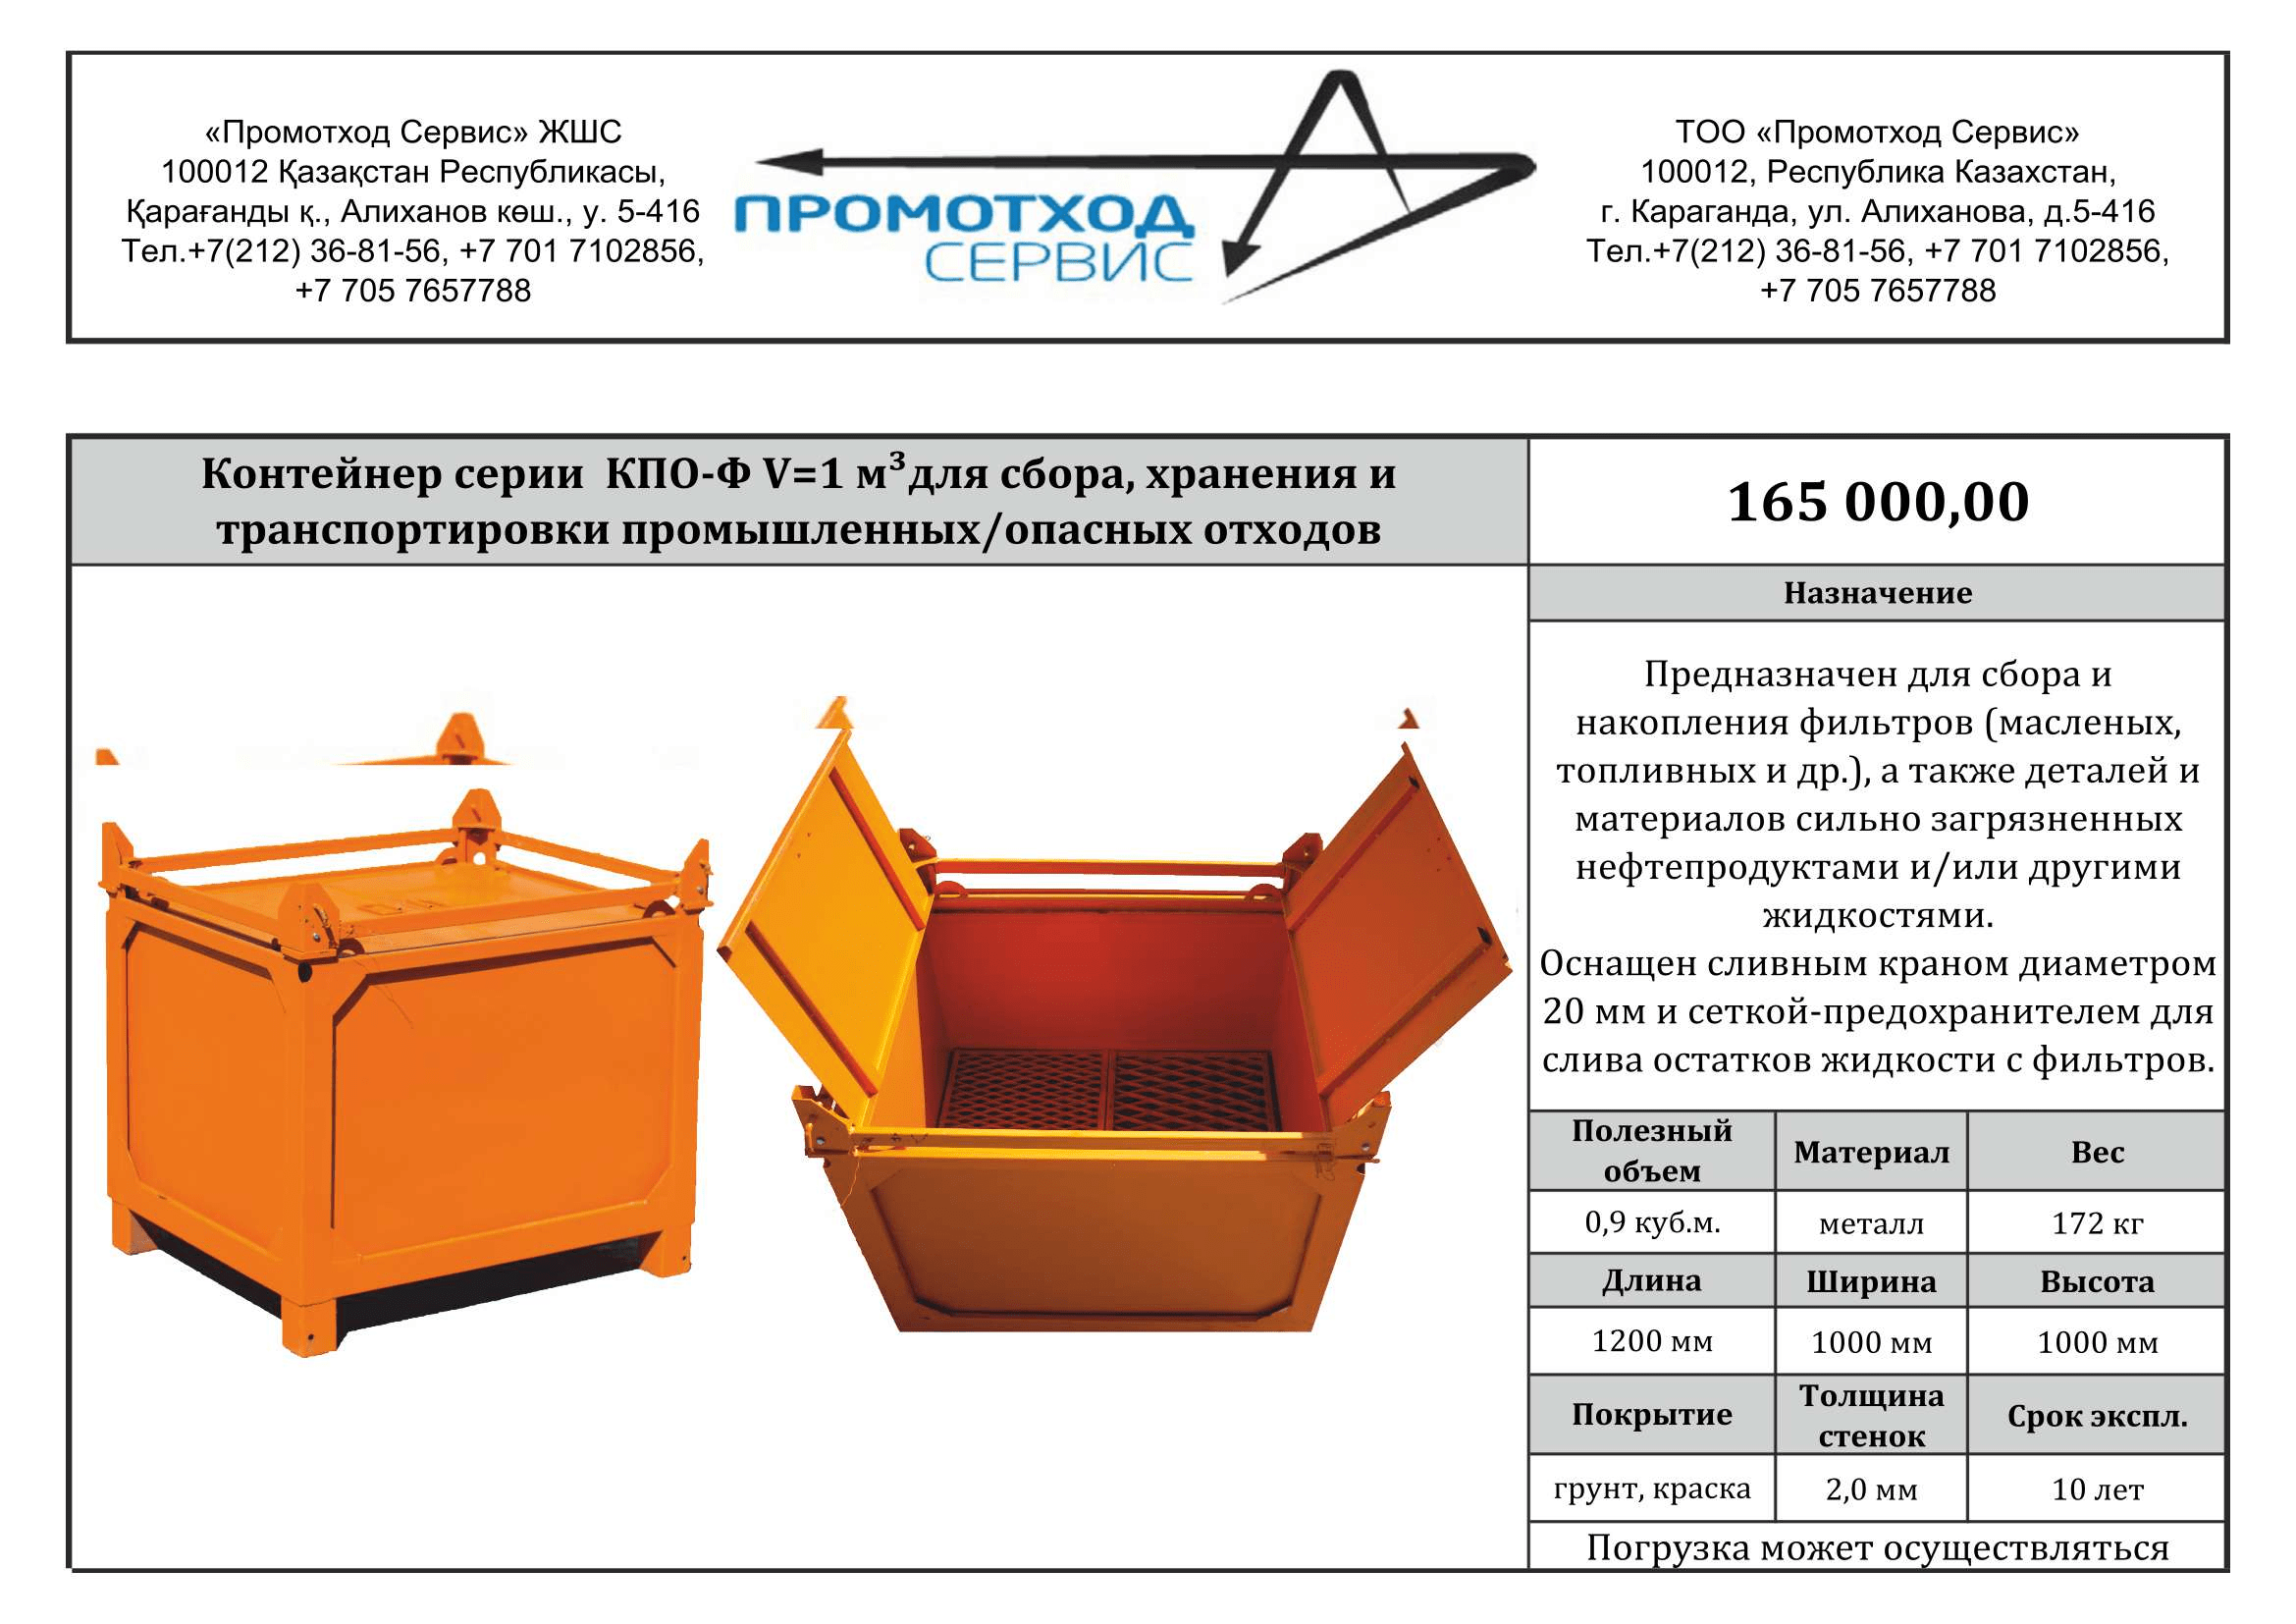 «Промотход Сервис» ЖШС
100012 Қазақстан Республикасы,
Қарағанды қ., Алиханов көш., у. 5-416
Тел.+7(212) 36-81-56, +7 701 7102856,
+7 705 7657788
ПРОМОТХОД
СЕРВИС
ТОО «Промотход Сервис»
100012, Республика Казахстан,
г. Караганда, ул. Алиханова, д.5-416
Тел.+7(212) 36-81-56, +7 701 7102856,
+7 705 7657788
Контейнер серии КПО-Ф V=1 м³для сбора, хранения и
транспортировки промышленных/опасных отходов
165 000,00
Назначение
Предназначен для сбора и
накопления фильтров (масленых,
топливных и др.), а также деталей и
материалов сильно загрязненных
нефтепродуктами и/или другими
жидкостями.
Оснащен сливным краном диаметром
20 мм и сеткой-предохранителем для
слива остатков жидкости с фильтров.
Полезный
объем
Материал
Вес
0,9 куб.м.
металл
172 кг
Длина
Ширина
Высота
1200 мм
1000 мм
1000 мм
Покрытие
Толщина
стенок
Срок экспл.
грунт, краска
2,0 мм
10 лет
Погрузка может осуществляться